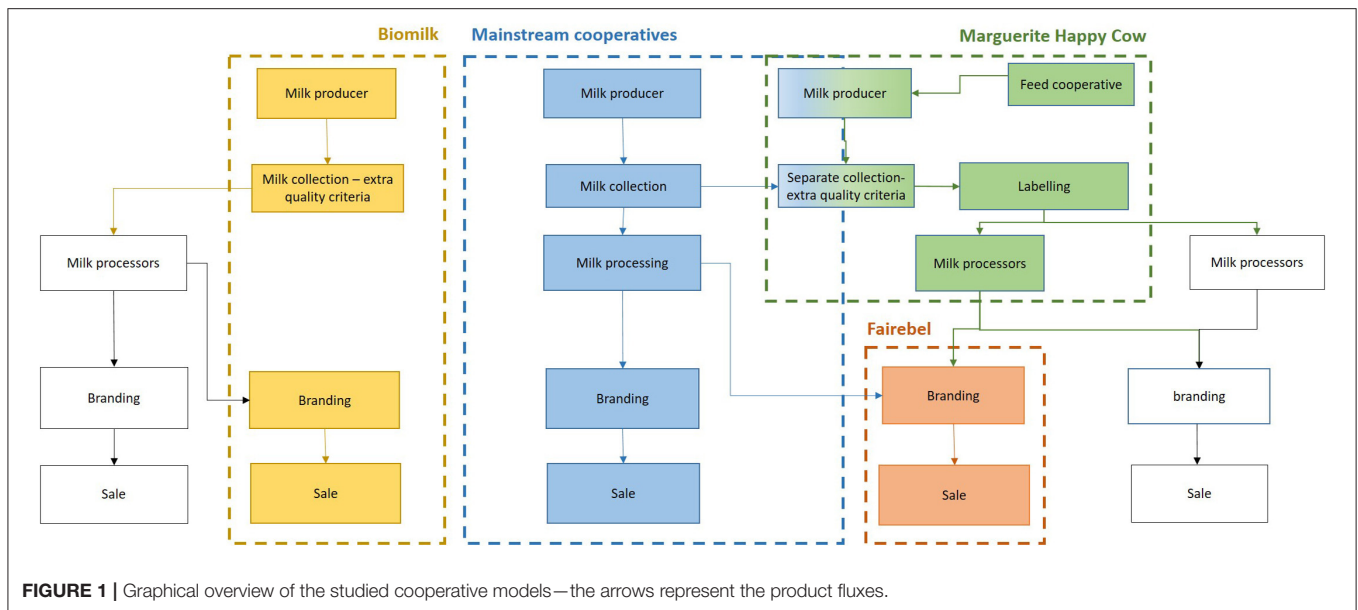 Biomilk
Mainstream cooperatives
Marguerite Happy Cow
Milk producer
Milk producer
Milk producer
Feed cooperative
Milk collection – extra
quality criteria
Milk collection
Separate collection-
extra quality criteria
Labelling
Milk processors
Milk processing
Milk processors
Milk processors
Fairebel
Branding
Branding
Branding
Branding
branding
Sale
Sale
Sale
Sale
Sale
FIGURE 1 | Graphical overview of the studied cooperative models—the arrows represent the product fluxes.